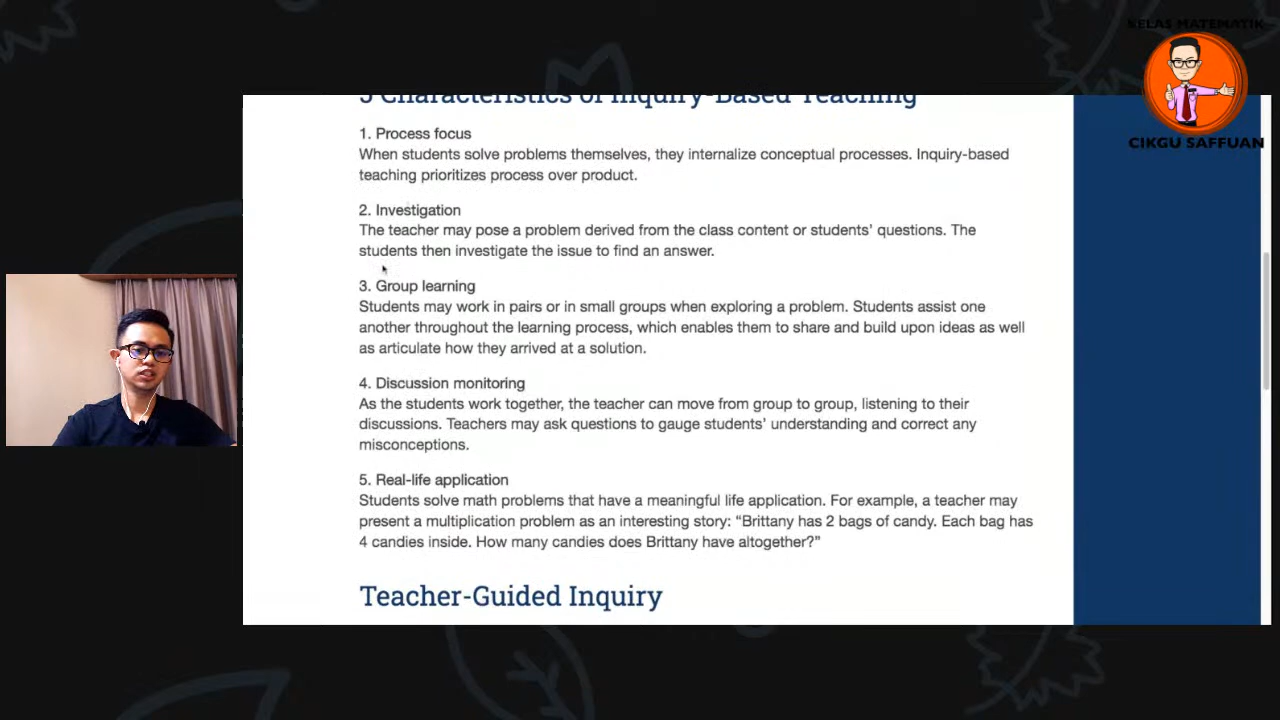 KELAS MATEMATIK
CIKGU SAFFUAN
5 Characteristics of Inquiry-Based Teaching
1. Process focus
When students solve problems themselves, they internalize conceptual processes. Inquiry-based
teaching prioritizes process over product.
2. Investigation
The teacher may pose a problem derived from the class content or students’ questions. The
students then investigate the issue to find an answer.
3. Group learning
Students may work in pairs or in small groups when exploring a problem. Students assist one
another throughout the learning process, which enables them to share and build upon ideas as well
as articulate how they arrived at a solution.
4. Discussion monitoring
As the students work together, the teacher can move from group to group, listening to their
discussions. Teachers may ask questions to gauge students’ understanding and correct any
misconceptions.
5. Real-life application
Students solve math problems that have a meaningful life application. For example, a teacher may
present a multiplication problem as an interesting story: “Brittany has 2 bags of candy. Each bag has
4 candies inside. How many candies does Brittany have altogether?”
Teacher-Guided Inquiry